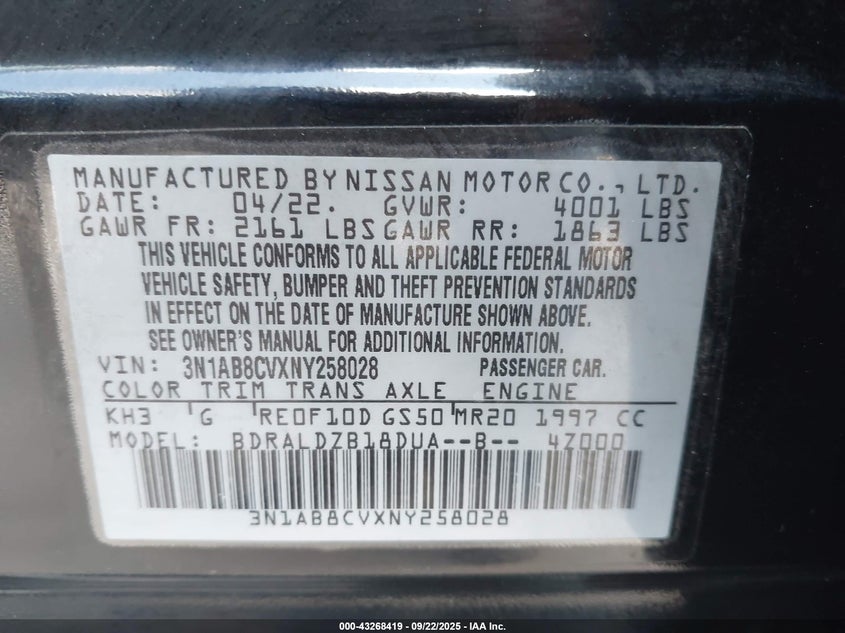 MANUFACTURED BY NISSAN MOTOR CO., LTD.
DATE: 04/22. GVWR: 4001 LBS
GAWR FR: 2161 LBS GAWR RR: 1863 LBS
THIS VEHICLE CONFORMS TO ALL APPLICABLE FEDERAL MOTOR
VEHICLE SAFETY, BUMPER AND THEFT PREVENTION STANDARDS
IN EFFECT ON THE DATE OF MANUFACTURE SHOWN ABOVE.
SEE OWNER'S MANUAL FOR ADDITIONAL INFORMATION.
VIN: 3N1AB8CVXNY258028 PASSENGER CAR.
COLOR TRIM TRANS AXLE ENGINE
KH3 G RE0F10D GS50 MR20 1997 CC
MODEL: BDRALDZB18DUA--B-- 4Z000
3N1AB8CVXNY258028
000-43268419 - 09/22/2025 - IAA Inc.